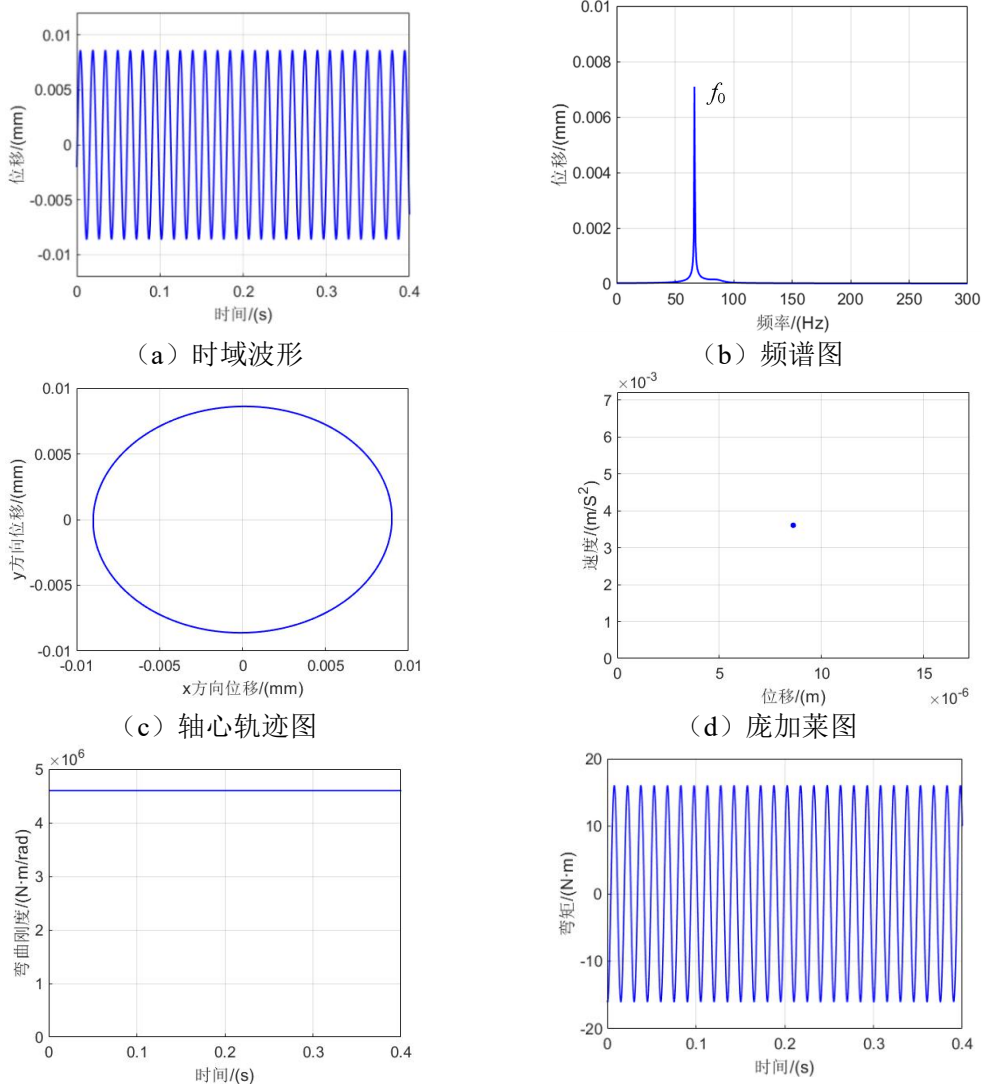 0.01
0.005
0
-0.005
-0.01
位移/(mm)
0 0.1 0.2 0.3 0.4
时间/(s)
(a)时域波形
0.01
0.008
0.006
0.004
0.002
0
位移/(mm)
f0
0 50 100 150 200 250 300
频率/(Hz)
(b)频谱图
0.01
0.005
0
-0.005
-0.01
y方向位移/(mm)
-0.01 -0.005 0 0.005 0.01
x方向位移/(mm)
(c)轴心轨迹图
×10-3
7
6
5
4
3
2
1
0
速度/(m/S2)
0 5 10 15
位移/(m)
×10-6
(d)庞加莱图
×106
5
4
3
2
1
0
弯曲刚度/(N·m/rad)
0 0.1 0.2 0.3 0.4
时间/(s)
20
10
0
-10
-20
弯矩/(N·m)
0 0.1 0.2 0.3 0.4
时间/(s)